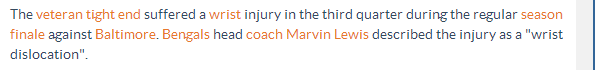 The veteran tight end suffered a wrist injury in the third quarter during the regular season
finale against Baltimore. Bengals head coach Marvin Lewis described the injury as a "wrist
dislocation".